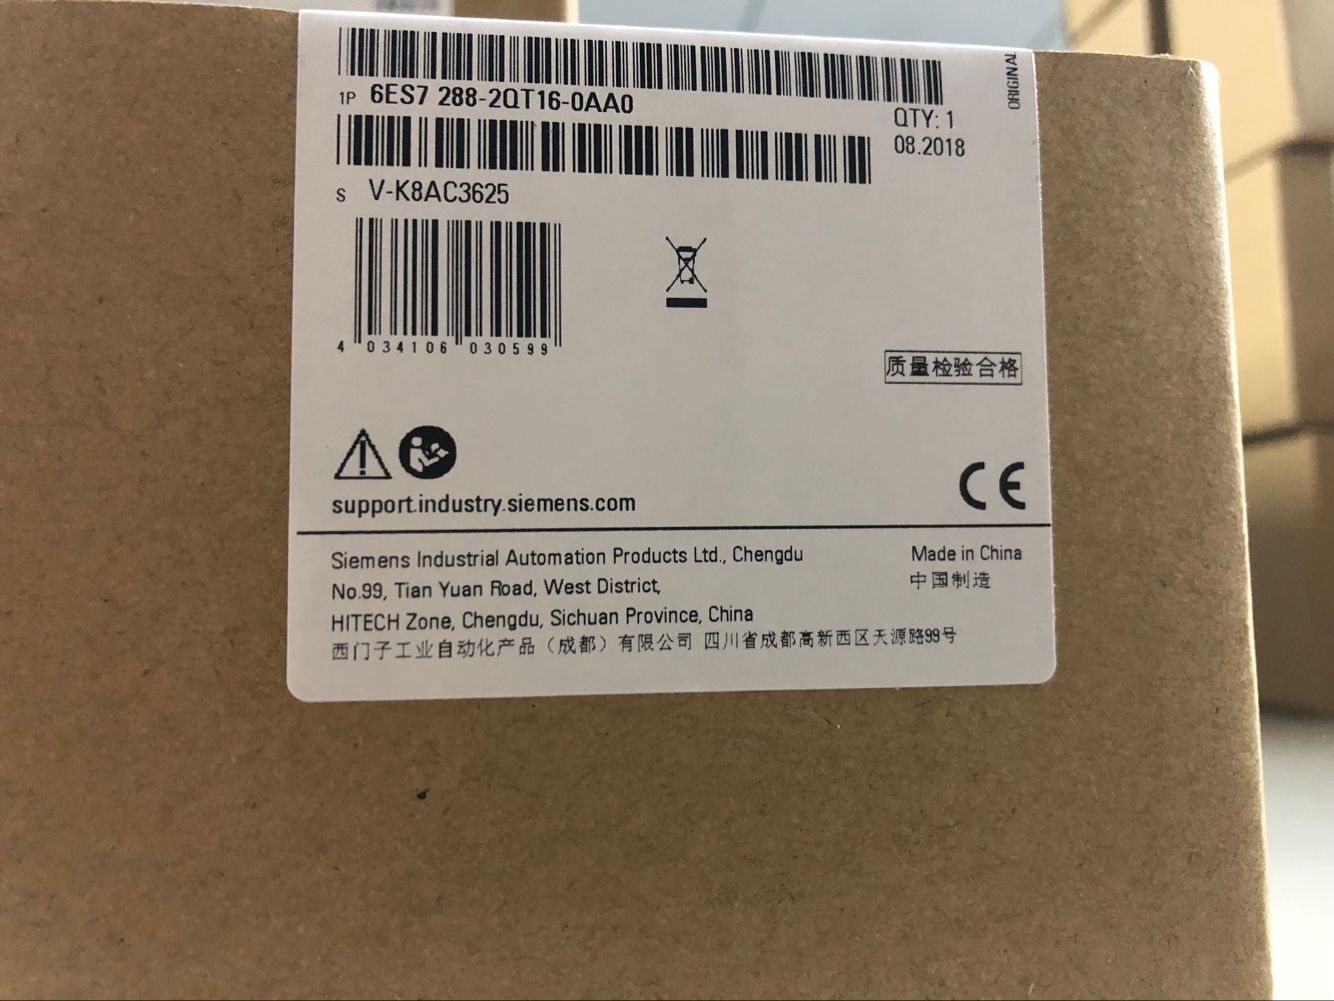 ORIGINAL
1P 6ES7 288-2QT16-0AA0
QTY: 1
08.2018
S V-K8AC3625
4 034106 030599
质量检验合格
CE
support.industry.siemens.com
Siemens Industrial Automation Products Ltd., Chengdu
Made in China
No.99, Tian Yuan Road, West District,
中国制造
HITECH Zone, Chengdu, Sichuan Province, China
西门子工业自动化产品（成都）有限公司 四川省成都高新西区天源路99号